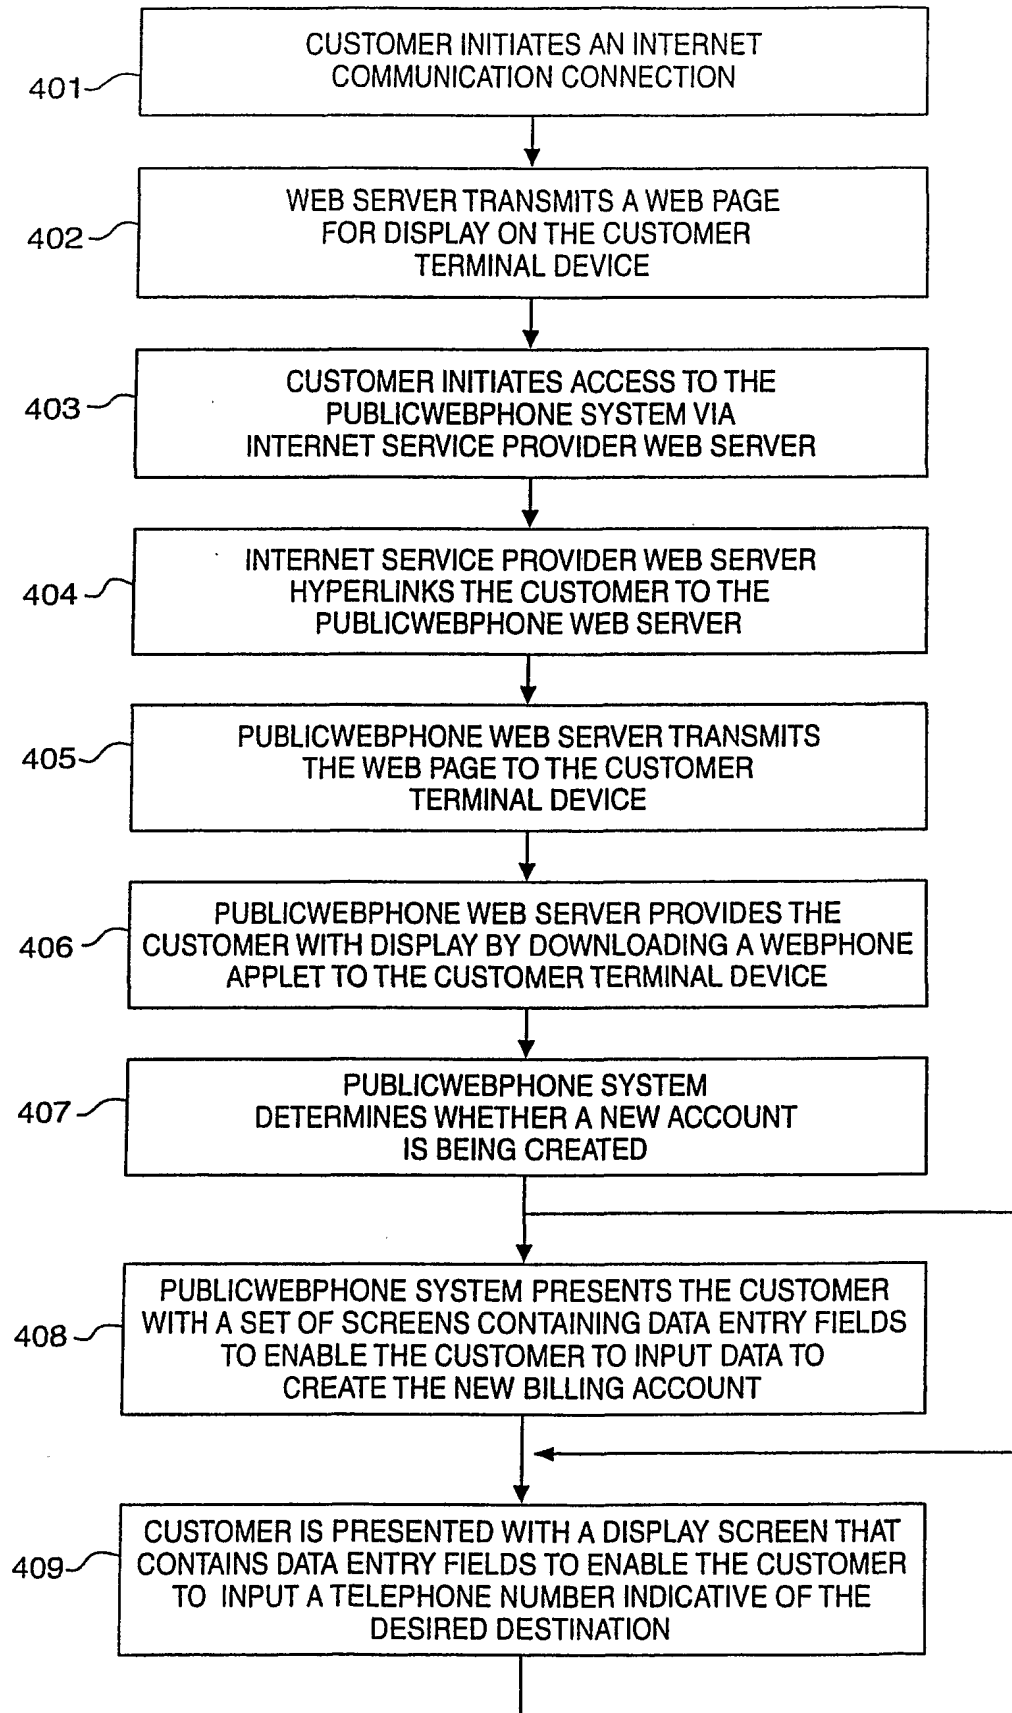 CUSTOMER INITIATES AN INTERNET
COMMUNICATION CONNECTION
401
WEB SERVER TRANSMITS A WEB PAGE
FOR DISPLAY ON THE CUSTOMER
TERMINAL DEVICE
402
CUSTOMER INITIATES ACCESS TO THE
PUBLICWEBPHONE SYSTEM VIA
INTERNET SERVICE PROVIDER WEB SERVER
403
INTERNET SERVICE PROVIDER WEB SERVER
HYPERLINKS THE CUSTOMER TO THE
PUBLICWEBPHONE WEB SERVER
404
PUBLICWEBPHONE WEB SERVER TRANSMITS
THE WEB PAGE TO THE CUSTOMER
TERMINAL DEVICE
405
PUBLICWEBPHONE WEB SERVER PROVIDES THE
CUSTOMER WITH DISPLAY BY DOWNLOADING A WEBPHONE
APPLET TO THE CUSTOMER TERMINAL DEVICE
406
PUBLICWEBPHONE SYSTEM
DETERMINES WHETHER A NEW ACCOUNT
IS BEING CREATED
407
PUBLICWEBPHONE SYSTEM PRESENTS THE CUSTOMER
WITH A SET OF SCREENS CONTAINING DATA ENTRY FIELDS
TO ENABLE THE CUSTOMER TO INPUT DATA TO
CREATE THE NEW BILLING ACCOUNT
408
CUSTOMER IS PRESENTED WITH A DISPLAY SCREEN THAT
CONTAINS DATA ENTRY FIELDS TO ENABLE THE CUSTOMER
TO INPUT A TELEPHONE NUMBER INDICATIVE OF THE
DESIRED DESTINATION
409